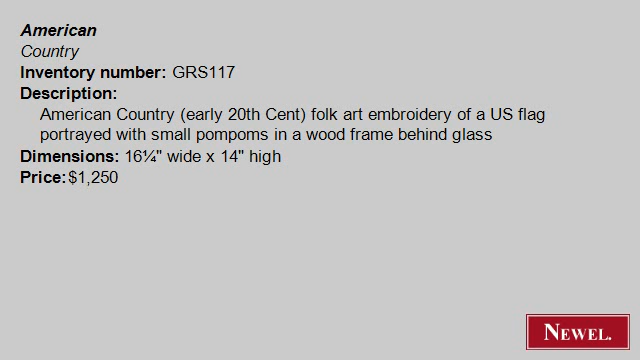 American
Country
Inventory number: GRS117
Description:
American Country (early 20th Cent) folk art embroidery of a US flag
portrayed with small pompoms in a wood frame behind glass
Dimensions: 16¼" wide x 14" high
Price:$1,250
NEWEL.